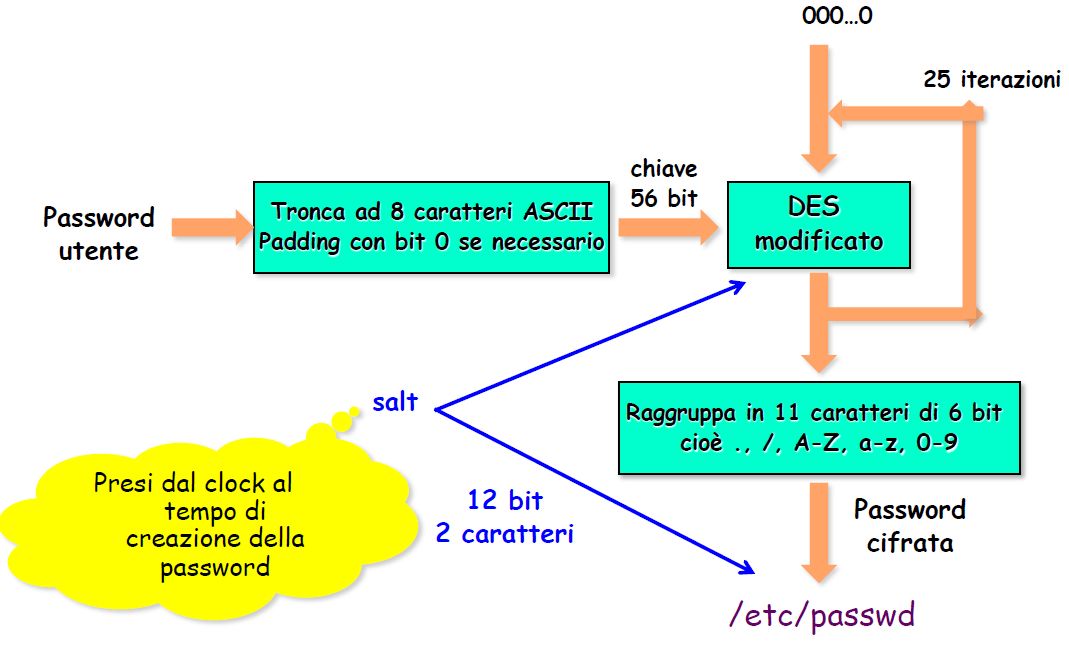 000...0
25 iterazioni
chiave
56 bit
Password
utente
Tronca ad 8 caratteri ASCII
Padding con bit 0 se necessario
DES
modificato
salt
Raggruppa in 11 caratteri di 6 bit
cioè ., /, A-Z, a-z, 0-9
Presi dal clock al
tempo di
creazione della
password
12 bit
2 caratteri
Password
cifrata
/etc/passwd